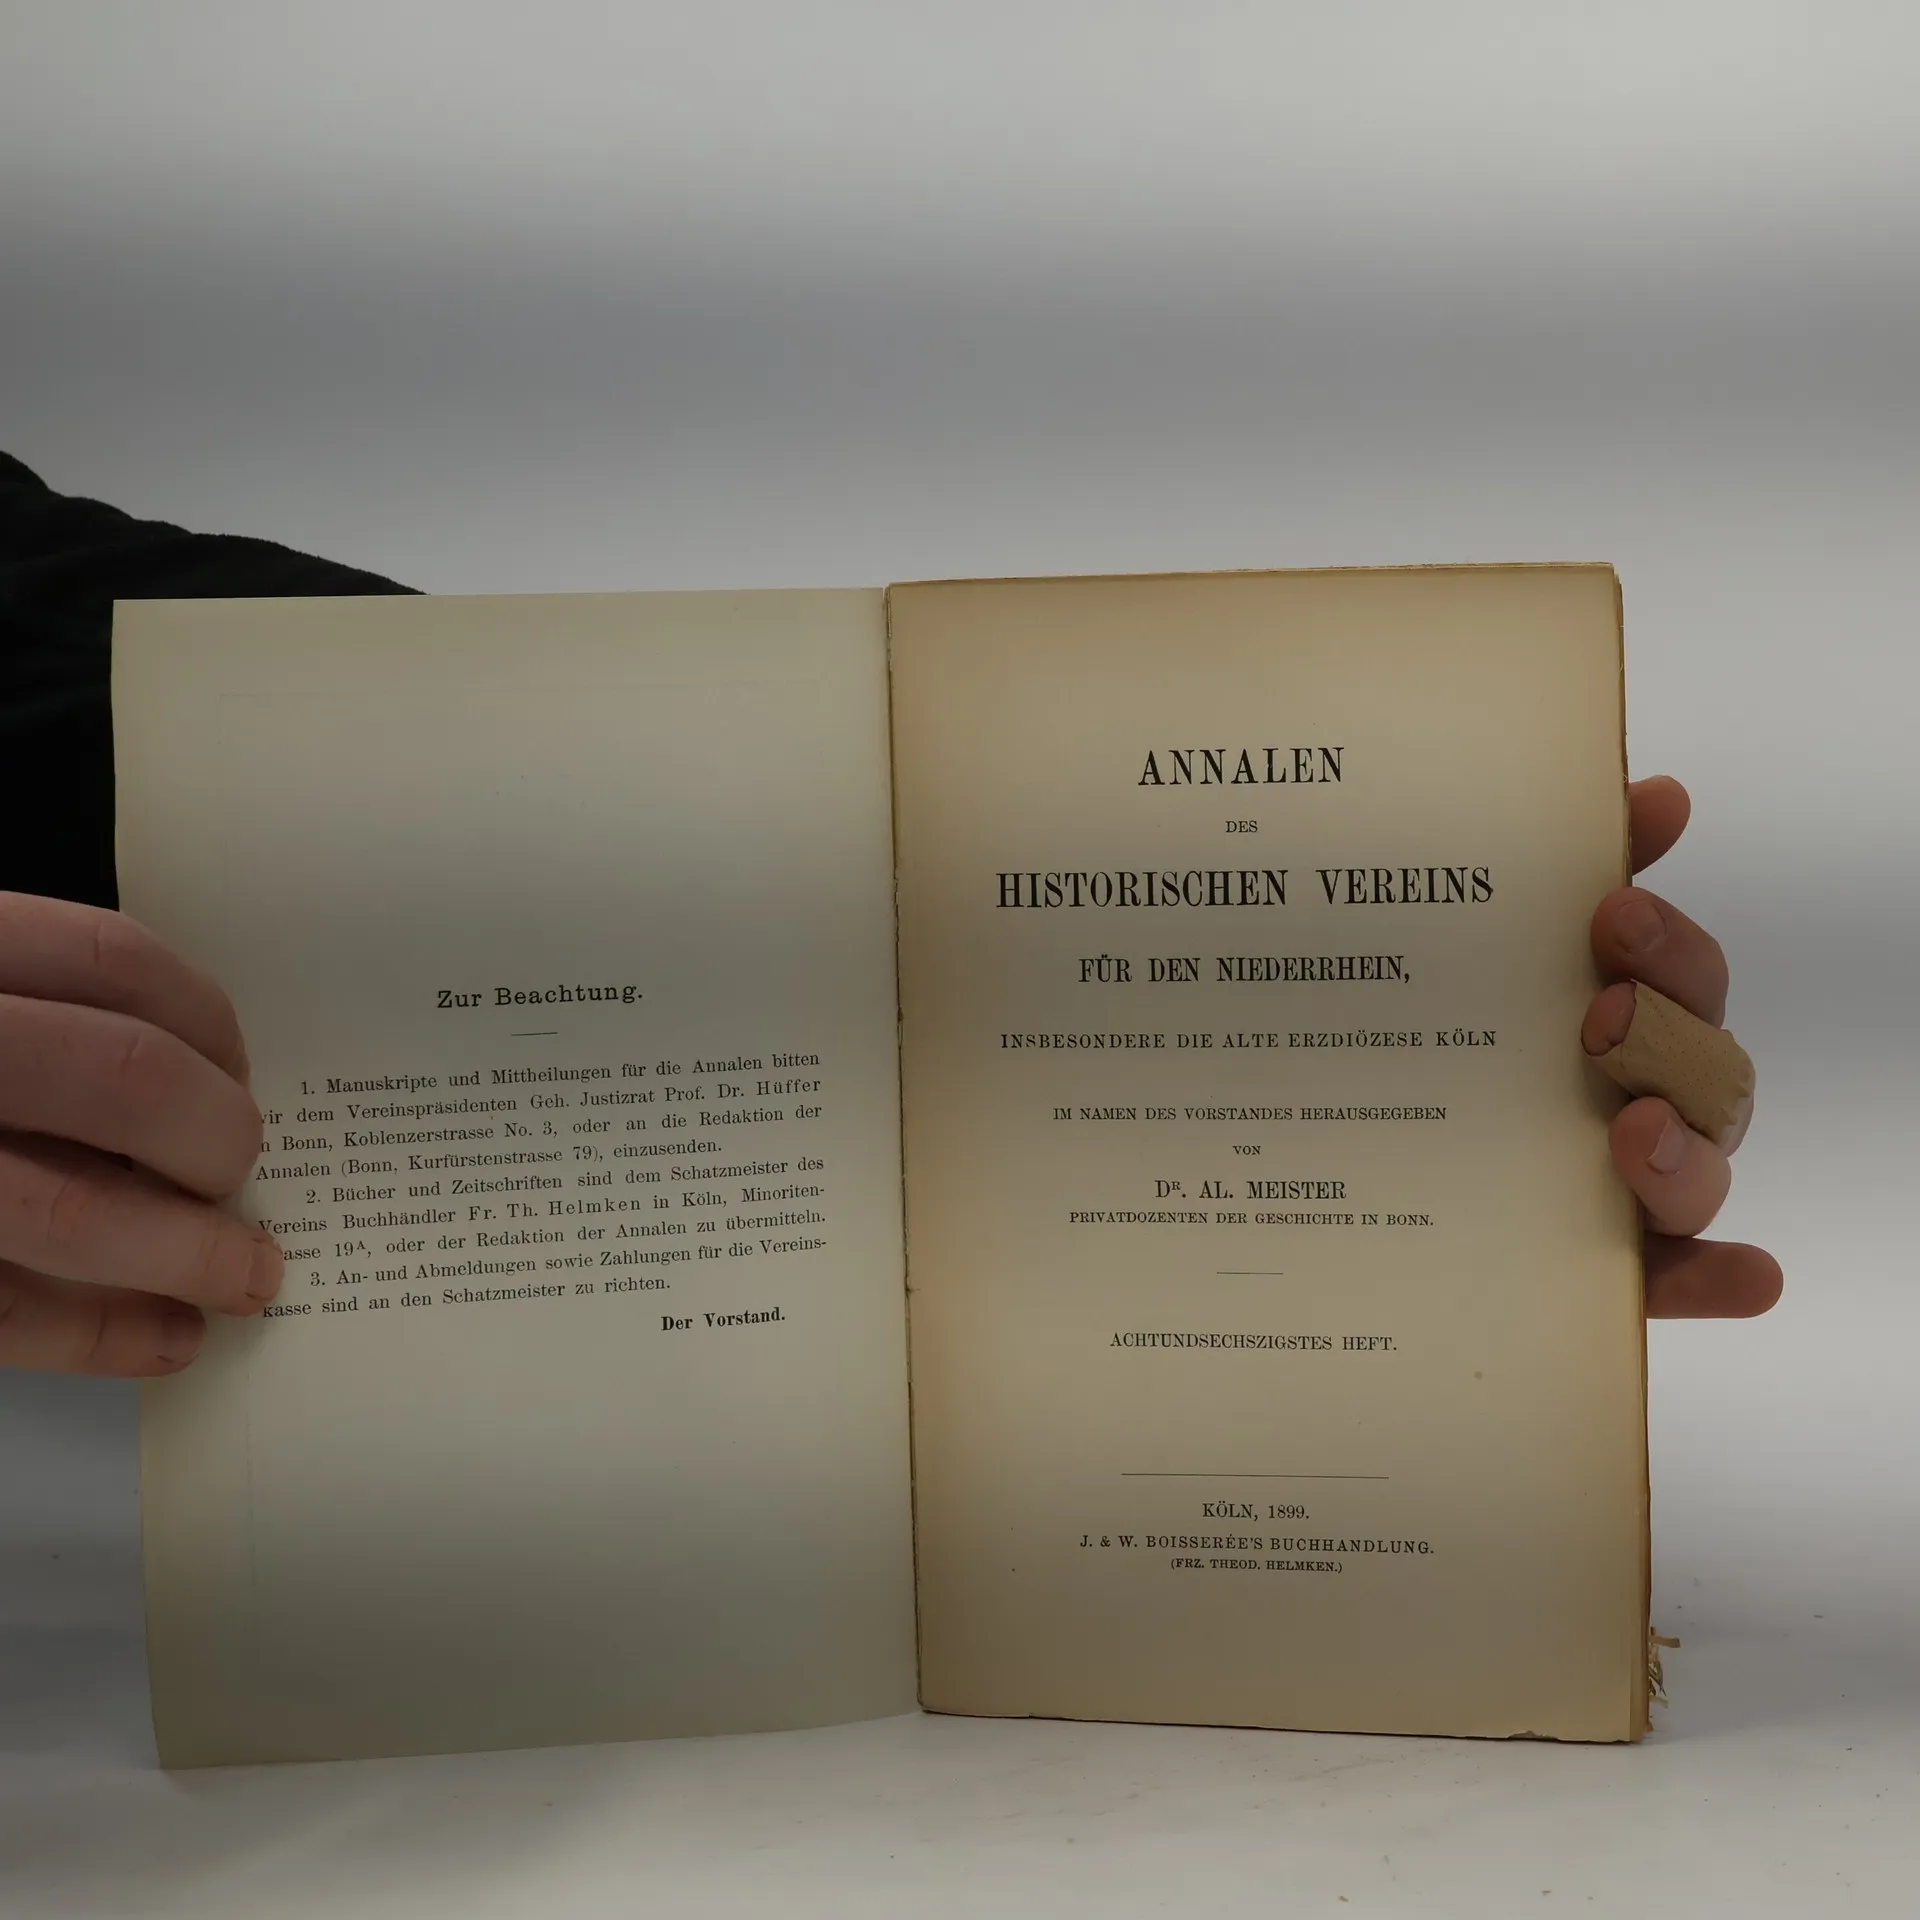 Zur Beachtung.
1. Manuskripte und Mittheilungen für die Annalen bitten
dem Vereinspräsidenten Geh. Justizrat Prof. Dr. Hüffer
Bonn, Koblenzerstrasse No. 3, oder an die Redaktion der
Annalen (Bonn, Kurfürstenstrasse 79), einzusenden.
2. Bücher und Zeitschriften sind dem Schatzmeister des
Vereins Buchhändler Fr. Th. Helmken in Köln, Minoriten-
19A, oder der Redaktion der Annalen zu übermitteln.
3. An- und Abmeldungen sowie Zahlungen für die Vereins-
kasse sind an den Schatzmeister zu richten.
Der Vorstand.
ANNALEN
DES
HISTORISCHEN VEREINS
FÜR DEN NIEDERRHEIN,
INSBESONDERE DIE ALTE ERZDIÖZESE KÖLN
IM NAMEN DES VORSTANDES HERAUSGEGEBEN
VON
DR. AL. MEISTER
PRIVATDOZENTEN DER GESCHICHTE IN BONN.
ACHTUNDSECHSZIGSTES HEFT.
KÖLN, 1899.
J. & W. BOISSERÉE'S BUCHHANDLUNG.
(FRZ. THEOD. HELMKEN.)